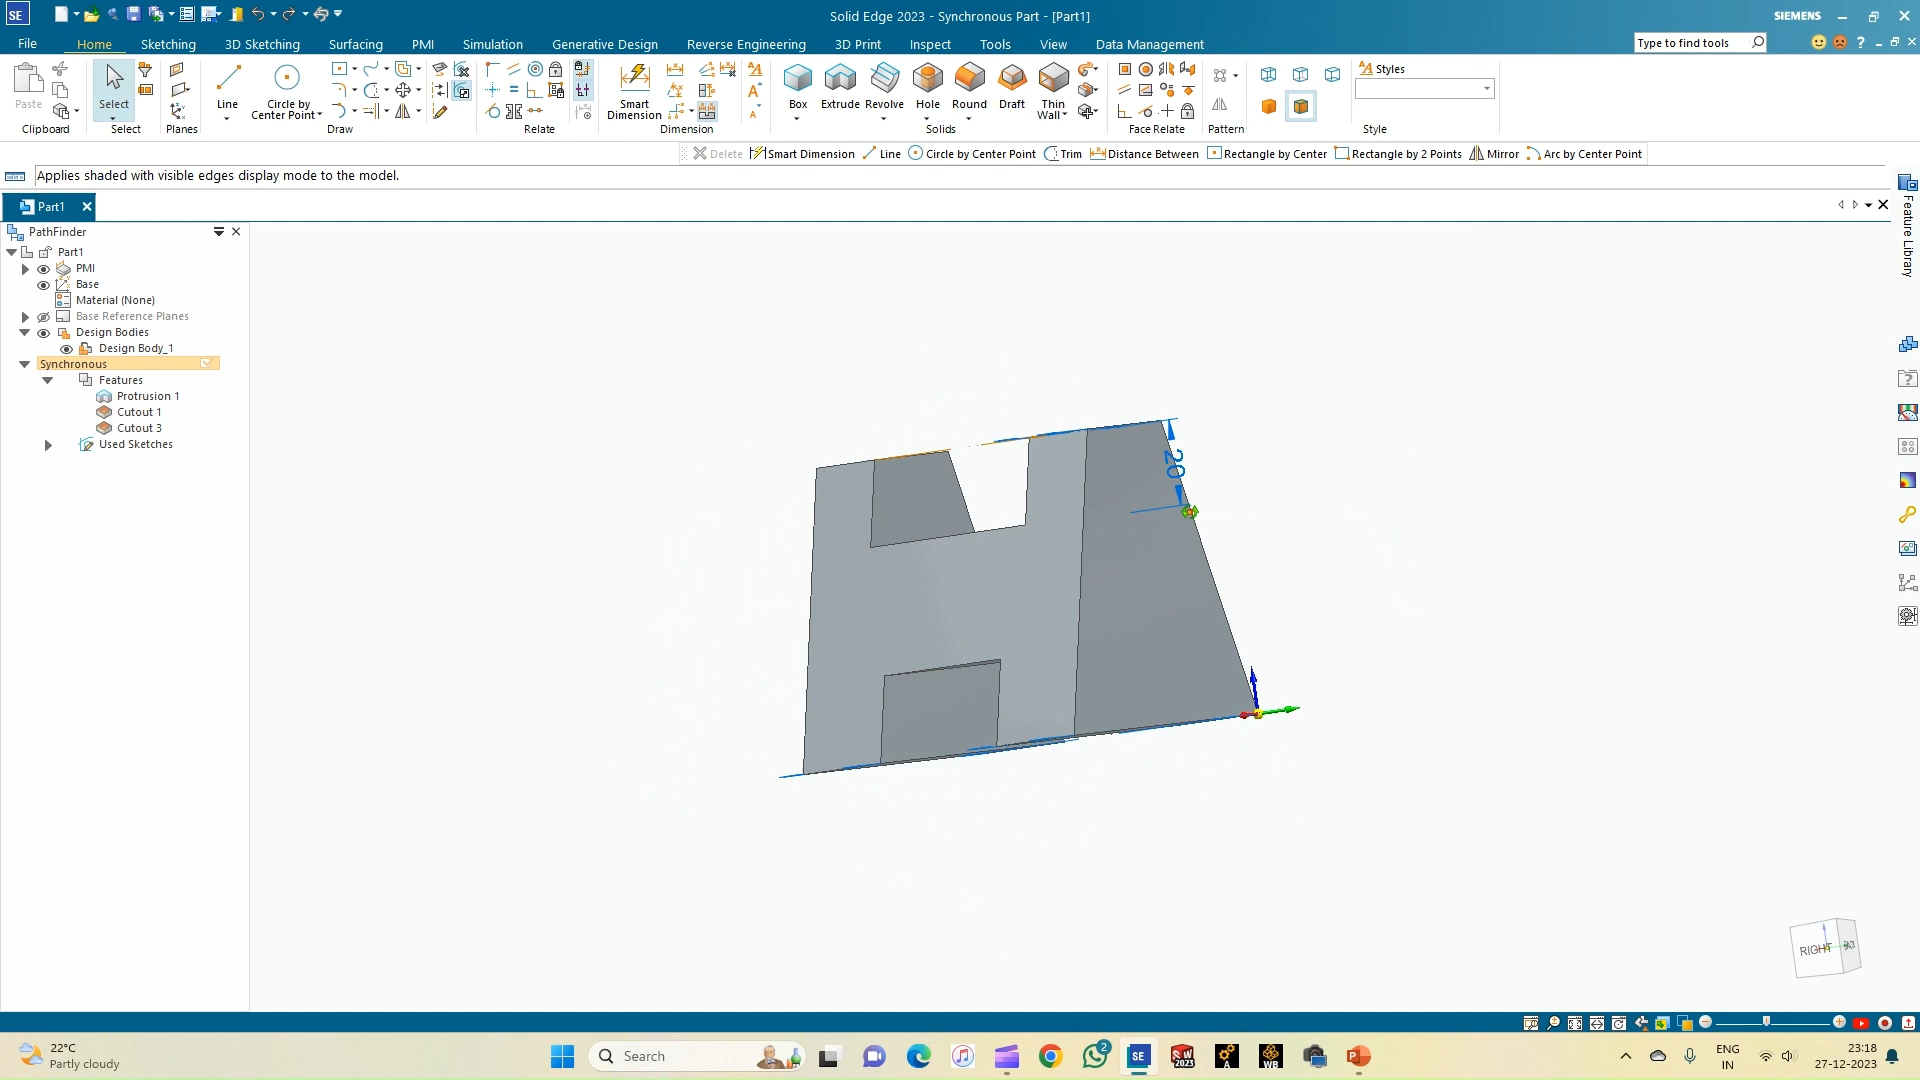 SE
Solid Edge 2023 - Synchronous Part - [Part1]
SIEMENS
File
Home
Sketching
3D Sketching
Surfacing
PMI
Simulation
Generative Design
Reverse Engineering
3D Print
Inspect
Tools
View
Data Management
Type to find tools
Paste
Select
Line
Circle by
Center Point
Smart
Dimension
Box
Extrude
Revolve
Hole
Round
Draft
Thin
Wall
Styles
Clipboard
Select
Planes
Draw
Relate
Dimension
Solids
Face Relate
Pattern
Style
Delete
Smart Dimension
Line
Circle by Center Point
Trim
Distance Between
Rectangle by Center
Rectangle by 2 Points
Mirror
Arc by Center Point
Applies shaded with visible edges display mode to the model.
Part1
PathFinder
Feature Library
Part1
PMI
Base
Material (None)
Base Reference Planes
Design Bodies
Design Body_1
Synchronous
Features
Protrusion 1
Cutout 1
Cutout 3
Used Sketches
20
RIGHT
22°C
Partly cloudy
Search
2
SE
SW
2023
A
WB
ENG
IN
23:18
27-12-2023